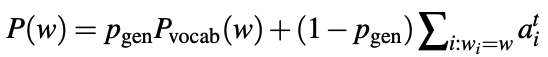 P(w) = p_gen P_vocab(w) + (1 − p_gen) ∑_{i:w_i=w} a_i^t